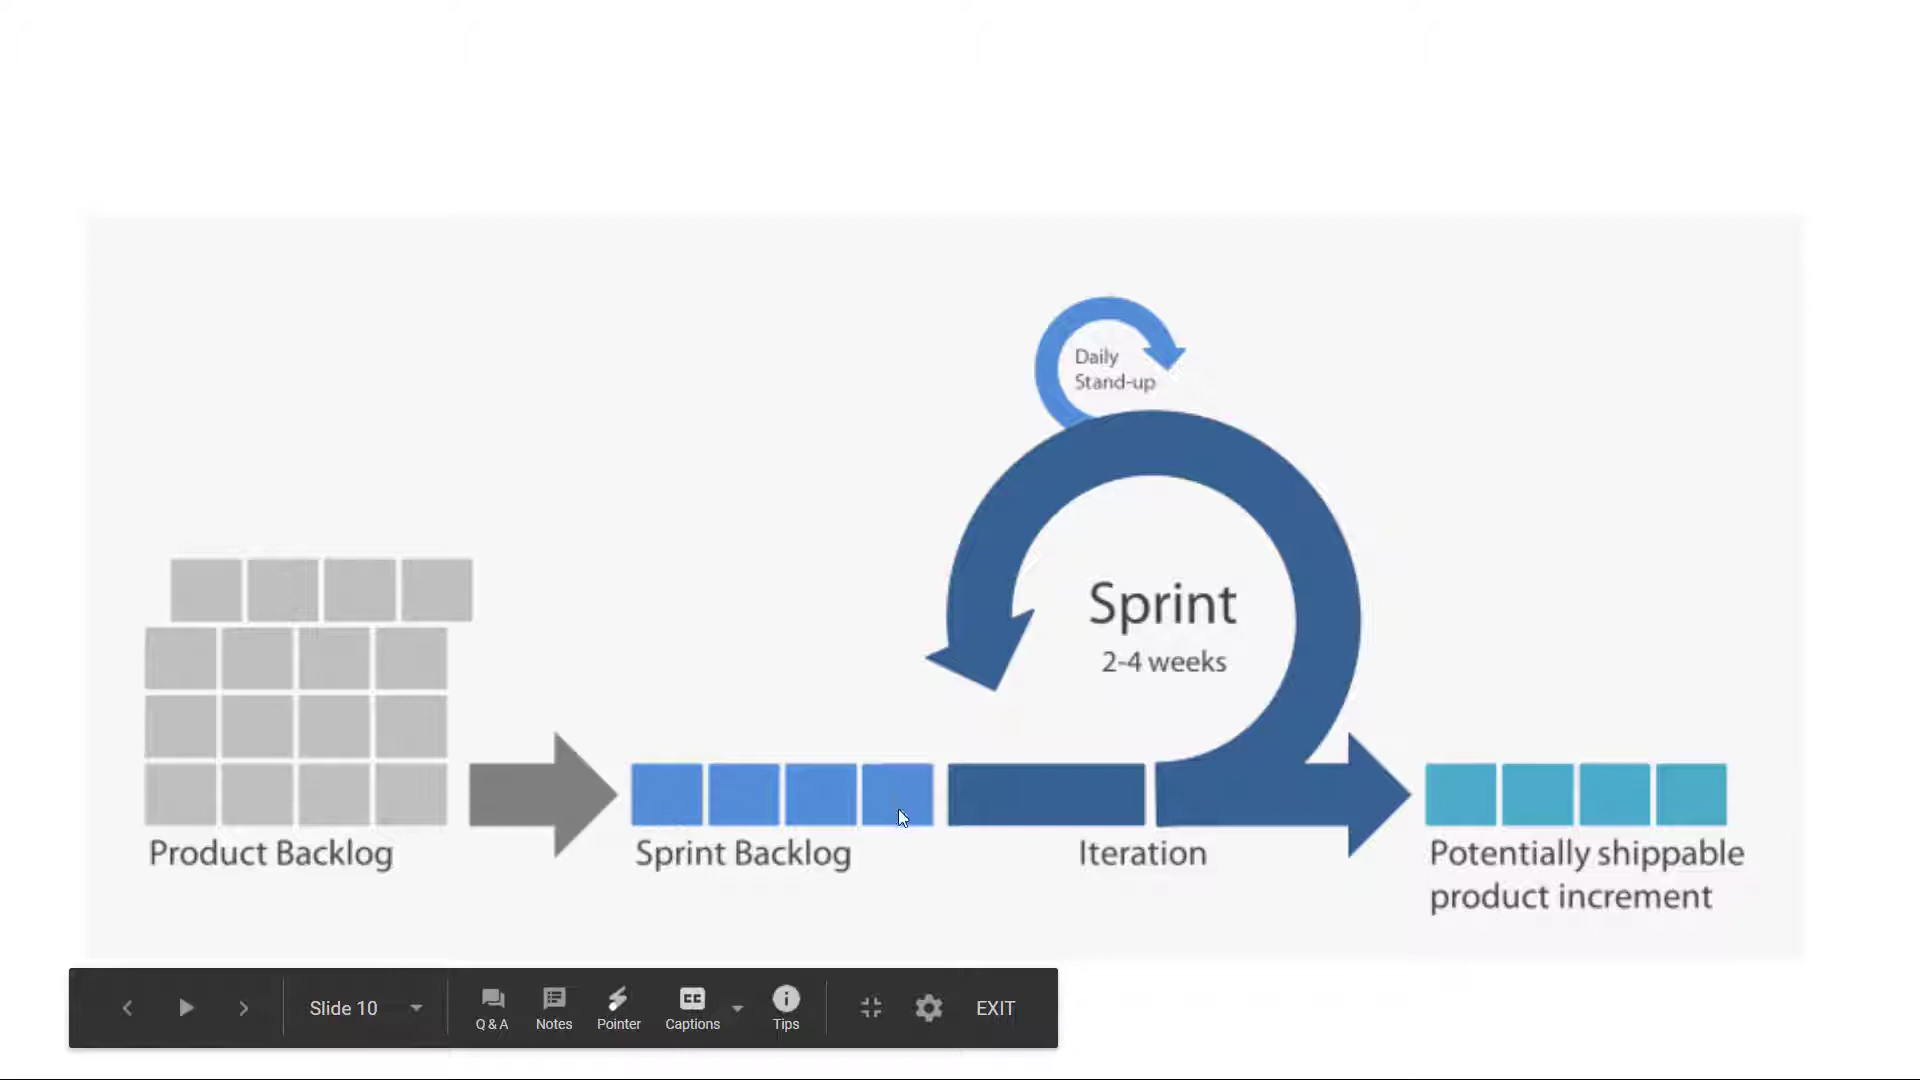 Daily
Stand-up
Sprint
2-4 weeks
Product Backlog
Sprint Backlog
Iteration
Potentially shippable
product increment
Slide 10
Q & A
Notes
Pointer
CC
Captions
Tips
EXIT